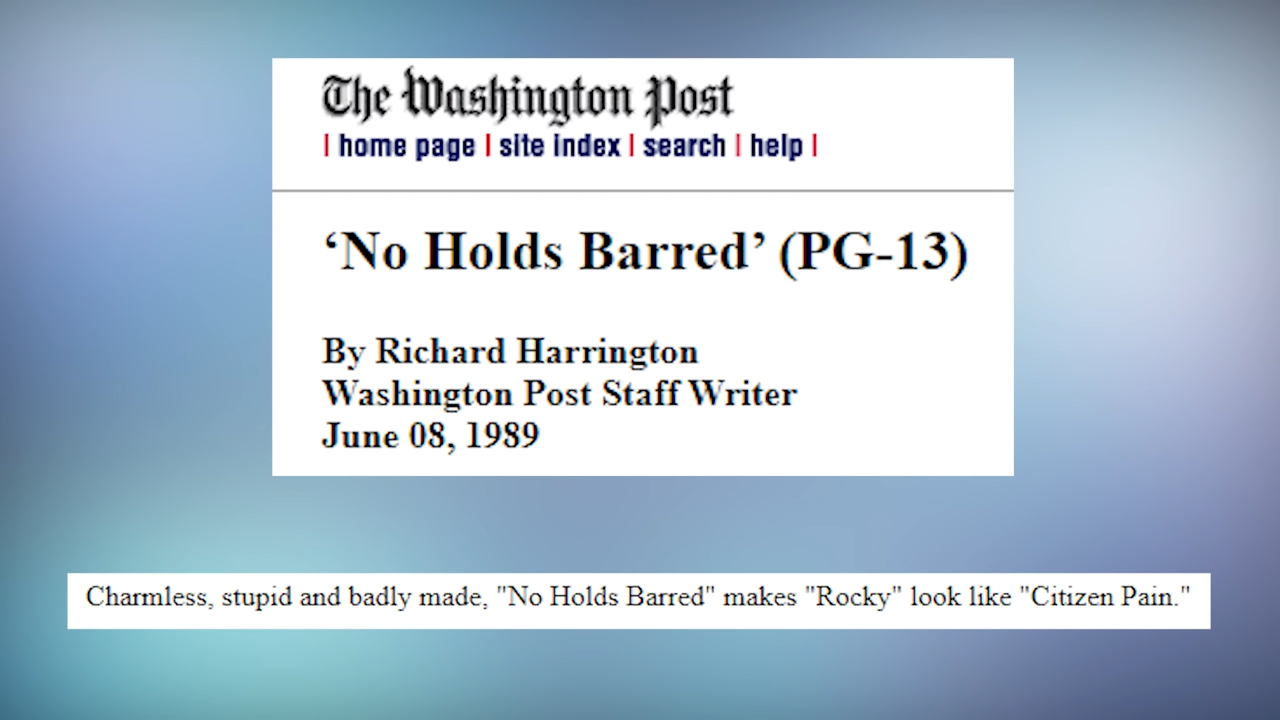 The Washington Post
| home page | site index | search | help |
‘No Holds Barred’ (PG-13)
By Richard Harrington
Washington Post Staff Writer
June 08, 1989
Charmless, stupid and badly made, "No Holds Barred" makes "Rocky" look like "Citizen Pain."